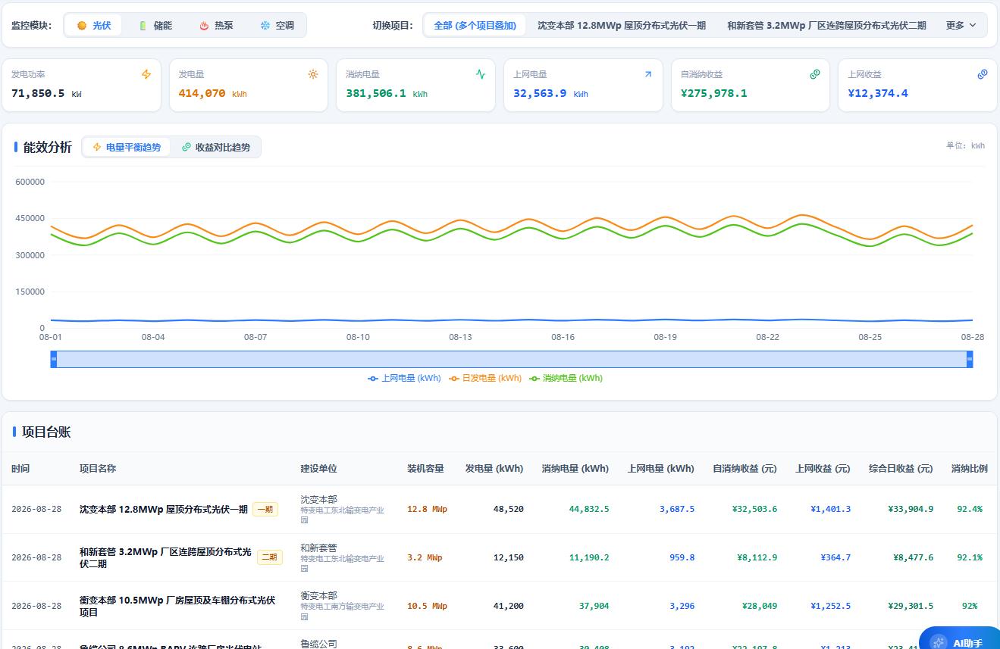 监控模块: 光伏 储能 热泵 空调 切换项目: 全部 (多个项目叠加) 沈变本部 12.8MWp 屋顶分布式光伏一期 和新套管 3.2MWp 厂区连跨屋顶分布式光伏二期 更多
发电功率 发电量 消纳电量 上网电量 自消纳收益 上网收益
71,850.5 kW 414,070 kWh 381,506.1 kWh 32,563.9 kWh ¥275,978.1 ¥12,374.4
能效分析 电量平衡趋势 收益对比趋势 单位: kWh
600000
450000
300000
150000
0
08-01 08-04 08-07 08-10 08-13 08-16 08-19 08-22 08-25 08-28
上网电量 (kWh) 日发电量 (kWh) 消纳电量 (kWh)
项目台账
时间 项目名称 建设单位 装机容量 发电量 (kWh) 消纳电量 (kWh) 上网电量 (kWh) 自消纳收益 (元) 上网收益 (元) 综合日收益 (元) 消纳比例
沈变本部
2026-08-28 沈变本部 12.8MWp 屋顶分布式光伏一期 一期 特变电工东北输变电产业 12.8 MWp 48,520 44,832.5 3,687.5 ¥32,503.6 ¥1,401.3 ¥33,904.9 92.4%
园
和新套管 3.2MWp 厂区连跨屋顶分布式光 和新套管
2026-08-28 伏二期 二期 特变电工东北输变电产业 3.2 MWp 12,150 11,190.2 959.8 ¥8,112.9 ¥364.7 ¥8,477.6 92.1%
园
衡变本部 10.5MWp 厂房屋顶及车棚分布式光伏 衡变本部
2026-08-28 项目 特变电工南方输变电产业 10.5 MWp 41,200 37,904 3,296 ¥28,049 ¥1,252.5 ¥29,301.5 92%
园
鲁缆公司
2026-08-28 鲁缆公司 8.6MWp BAPV 连跨厂房光伏电站 8.6 MWp 33,600 30,408 3,192 ¥22,197.8 ¥1,213
AI助手